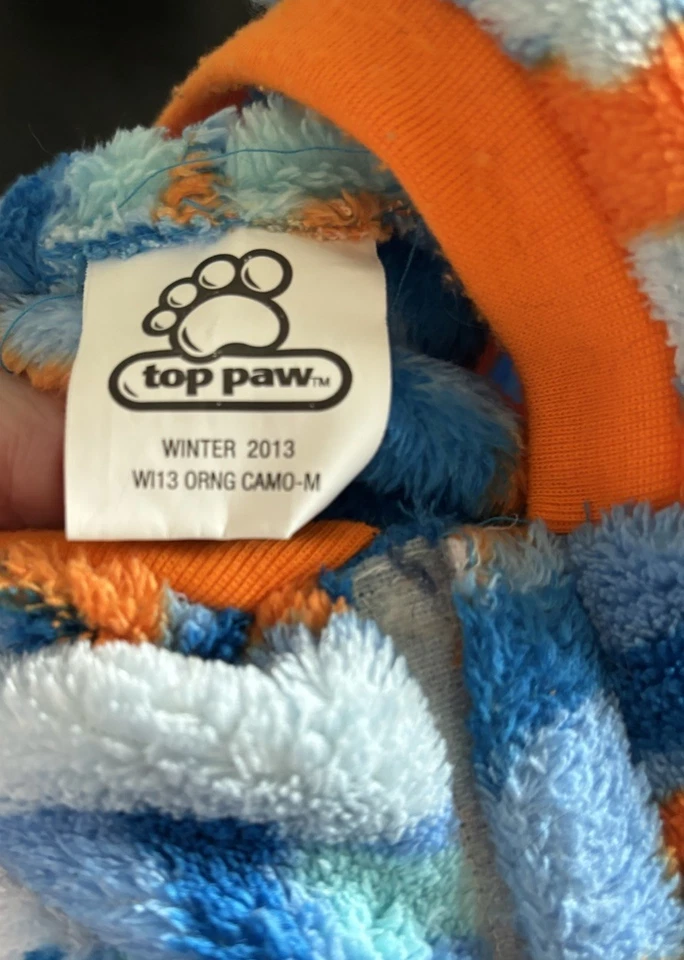 top paw™
WINTER 2013
WI13 ORNG CAMO-M